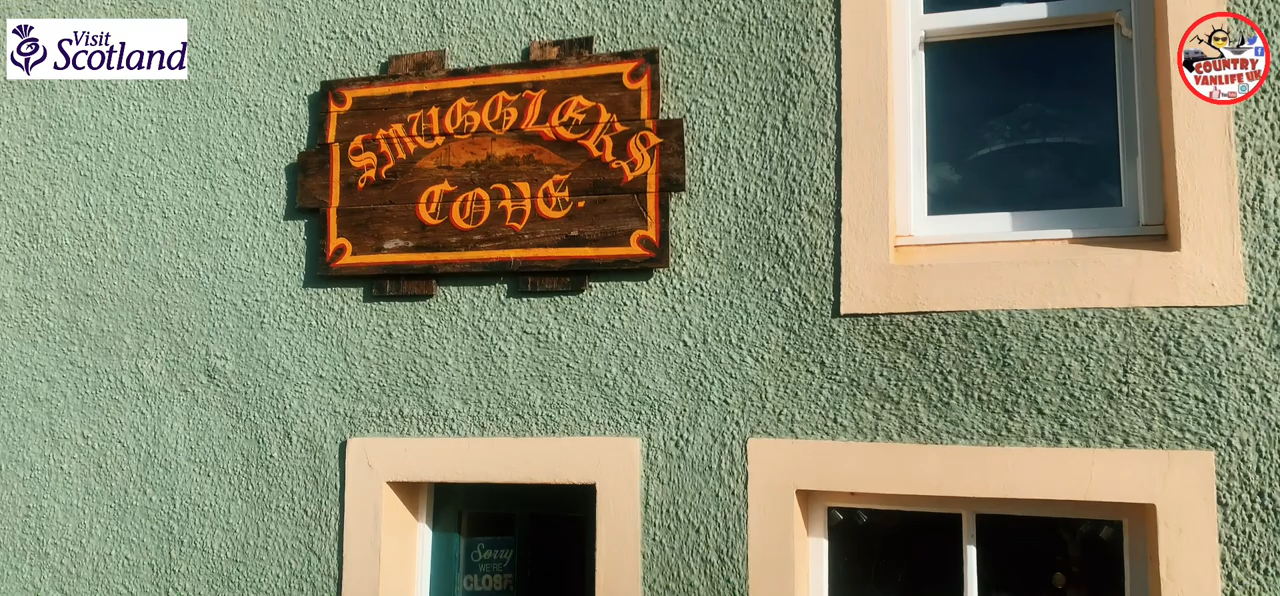 Visit
Scotland
SMUGGLERS
COVE.
COUNTRY
VANLIFE UK
Sorry
WE'RE
CLOSE